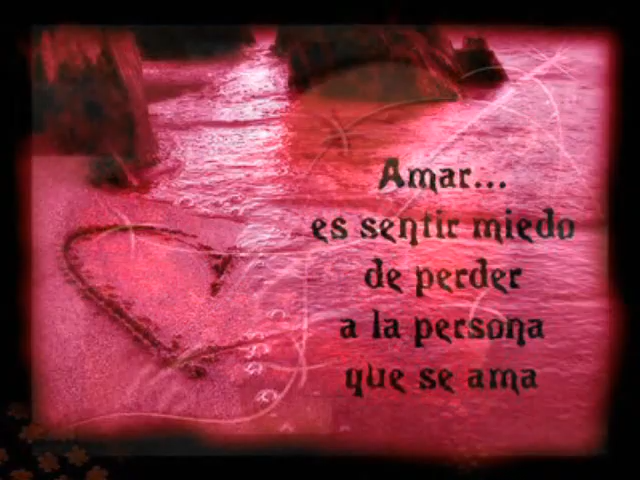 Amar...
es sentir miedo
de perder
a la persona
que se ama